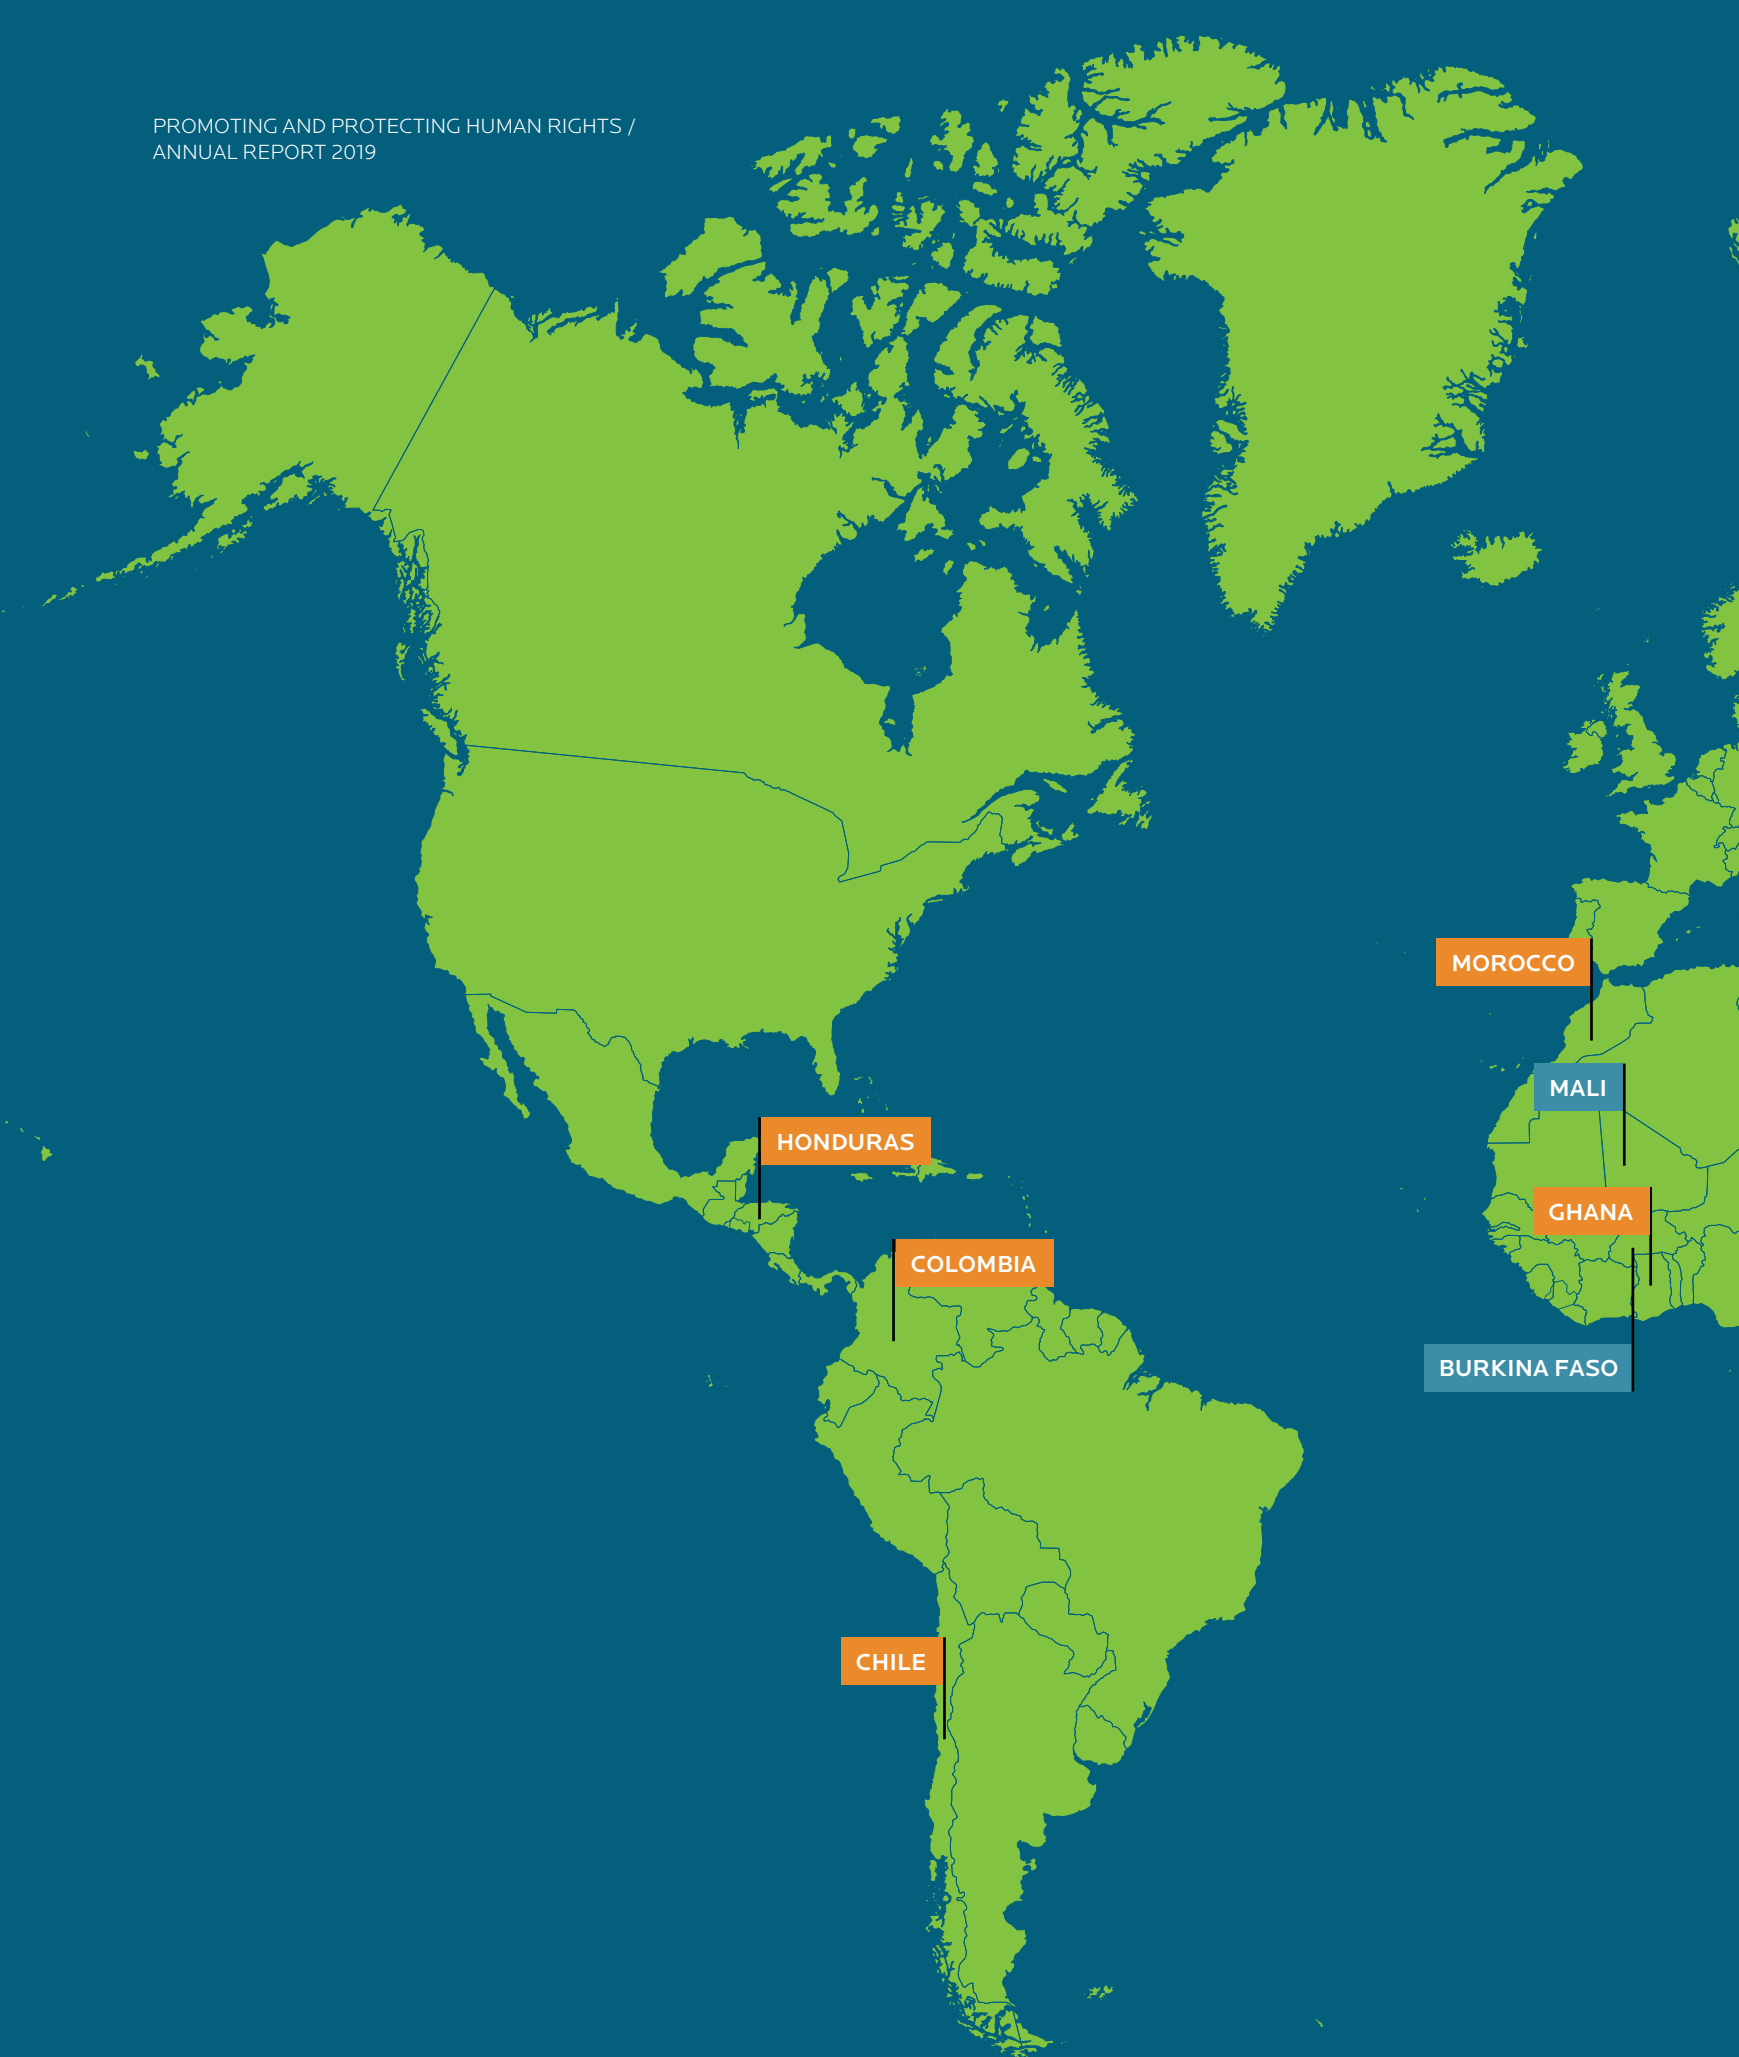 PROMOTING AND PROTECTING HUMAN RIGHTS /
ANNUAL REPORT 2019
MOROCCO
MALI
HONDURAS
GHANA
COLOMBIA
BURKINA FASO
CHILE